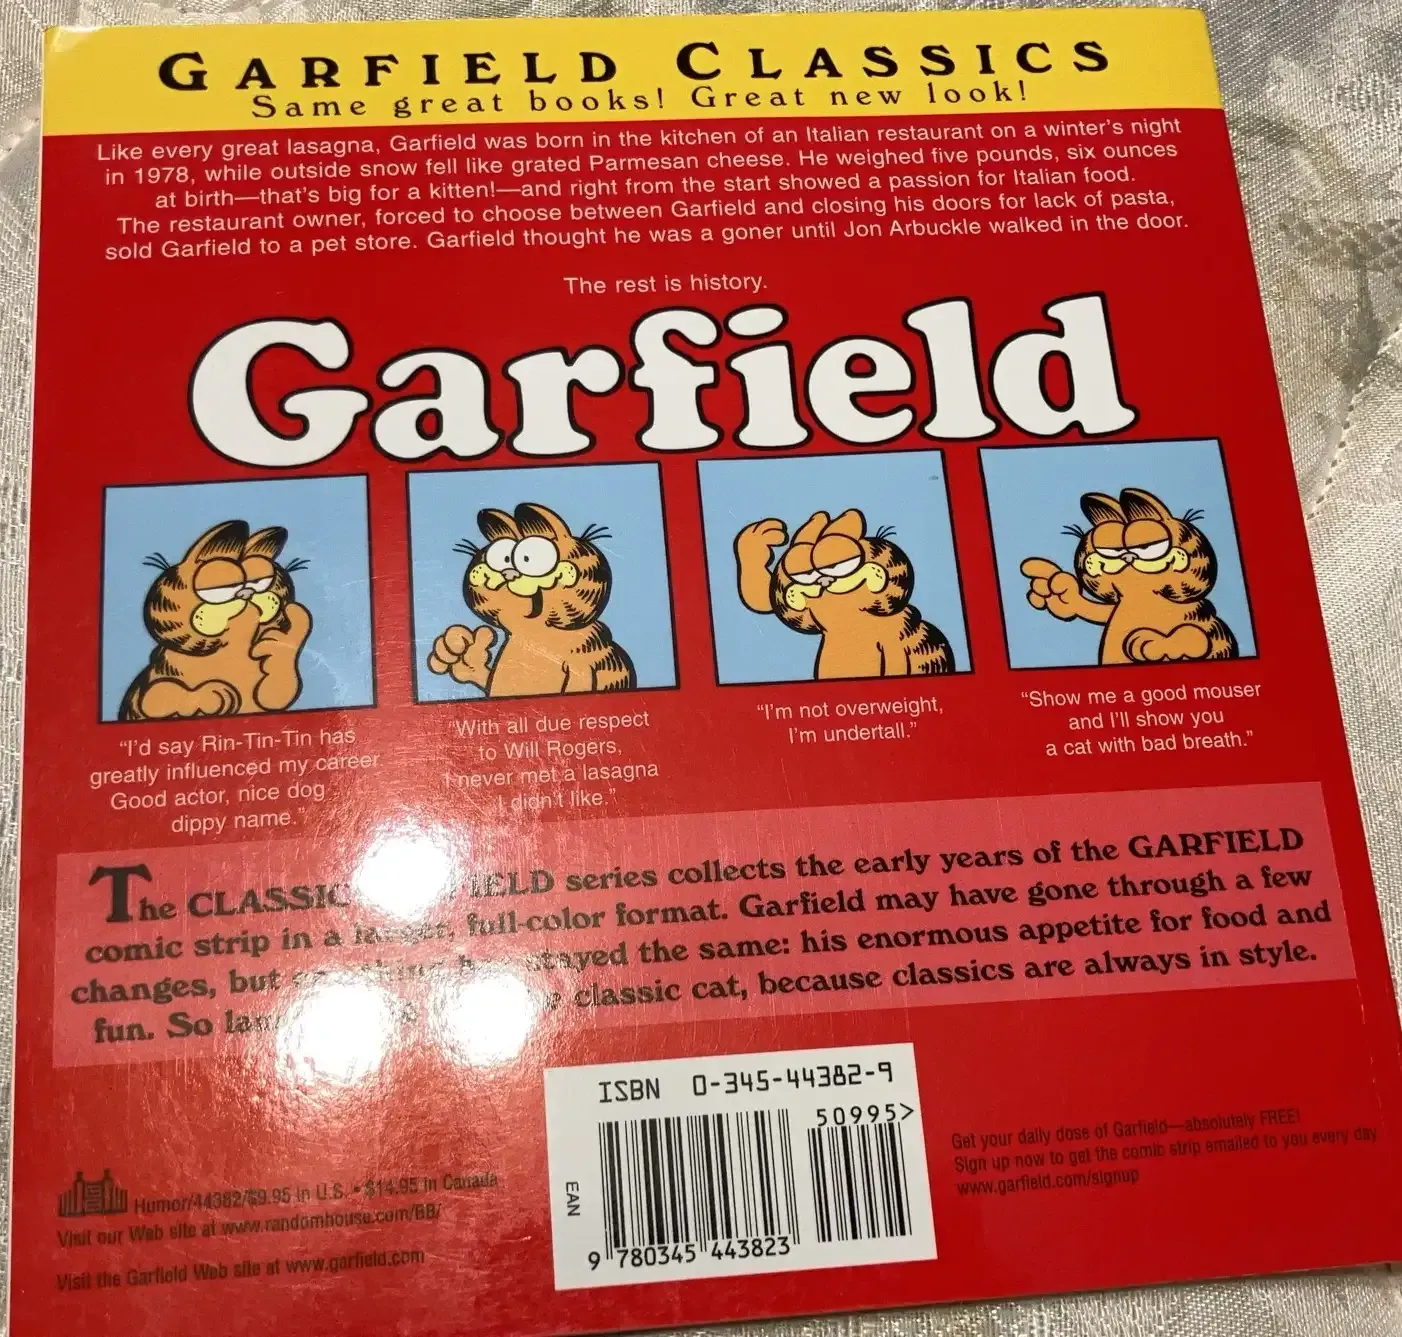 GARFIELD CLASSICS
Same great books! Great new look!
Like every great lasagna, Garfield was born in the kitchen of an Italian restaurant on a winter's night
in 1978, while outside snow fell like grated Parmesan cheese. He weighed five pounds, six ounces
at birth—that's big for a kitten!—and right from the start showed a passion for Italian food.
The restaurant owner, forced to choose between Garfield and closing his doors for lack of pasta,
sold Garfield to a pet store. Garfield thought he was a goner until Jon Arbuckle walked in the door.
The rest is history.
Garfield
"I'd say Rin-Tin-Tin has
greatly influenced my career.
Good actor, nice dog
dippy name."
"With all due respect
to Will Rogers,
I never met a lasagna
I didn't like."
"I'm not overweight,
I'm undertall."
"Show me a good mouser
and I'll show you
a cat with bad breath."
The CLASSIC series collects the early years of the GARFIELD
comic strip in a larger, full-color format. Garfield may have gone through a few
changes, but stayed the same: his enormous appetite for food and
fun. So classic cat, because classics are always in style.
ISBN 0-345-44382-9
50995>
EAN
9 780345 443823
Humor/44382/$9.95 in U.S. • $14.95 in Canada
Visit our Web site at www.randomhouse.com/BB/
Visit the Garfield Web site at www.garfield.com
Get your daily dose of Garfield—absolutely FREE!
Sign up now to get the comic strip emailed to you every day
www.garfield.com/signup